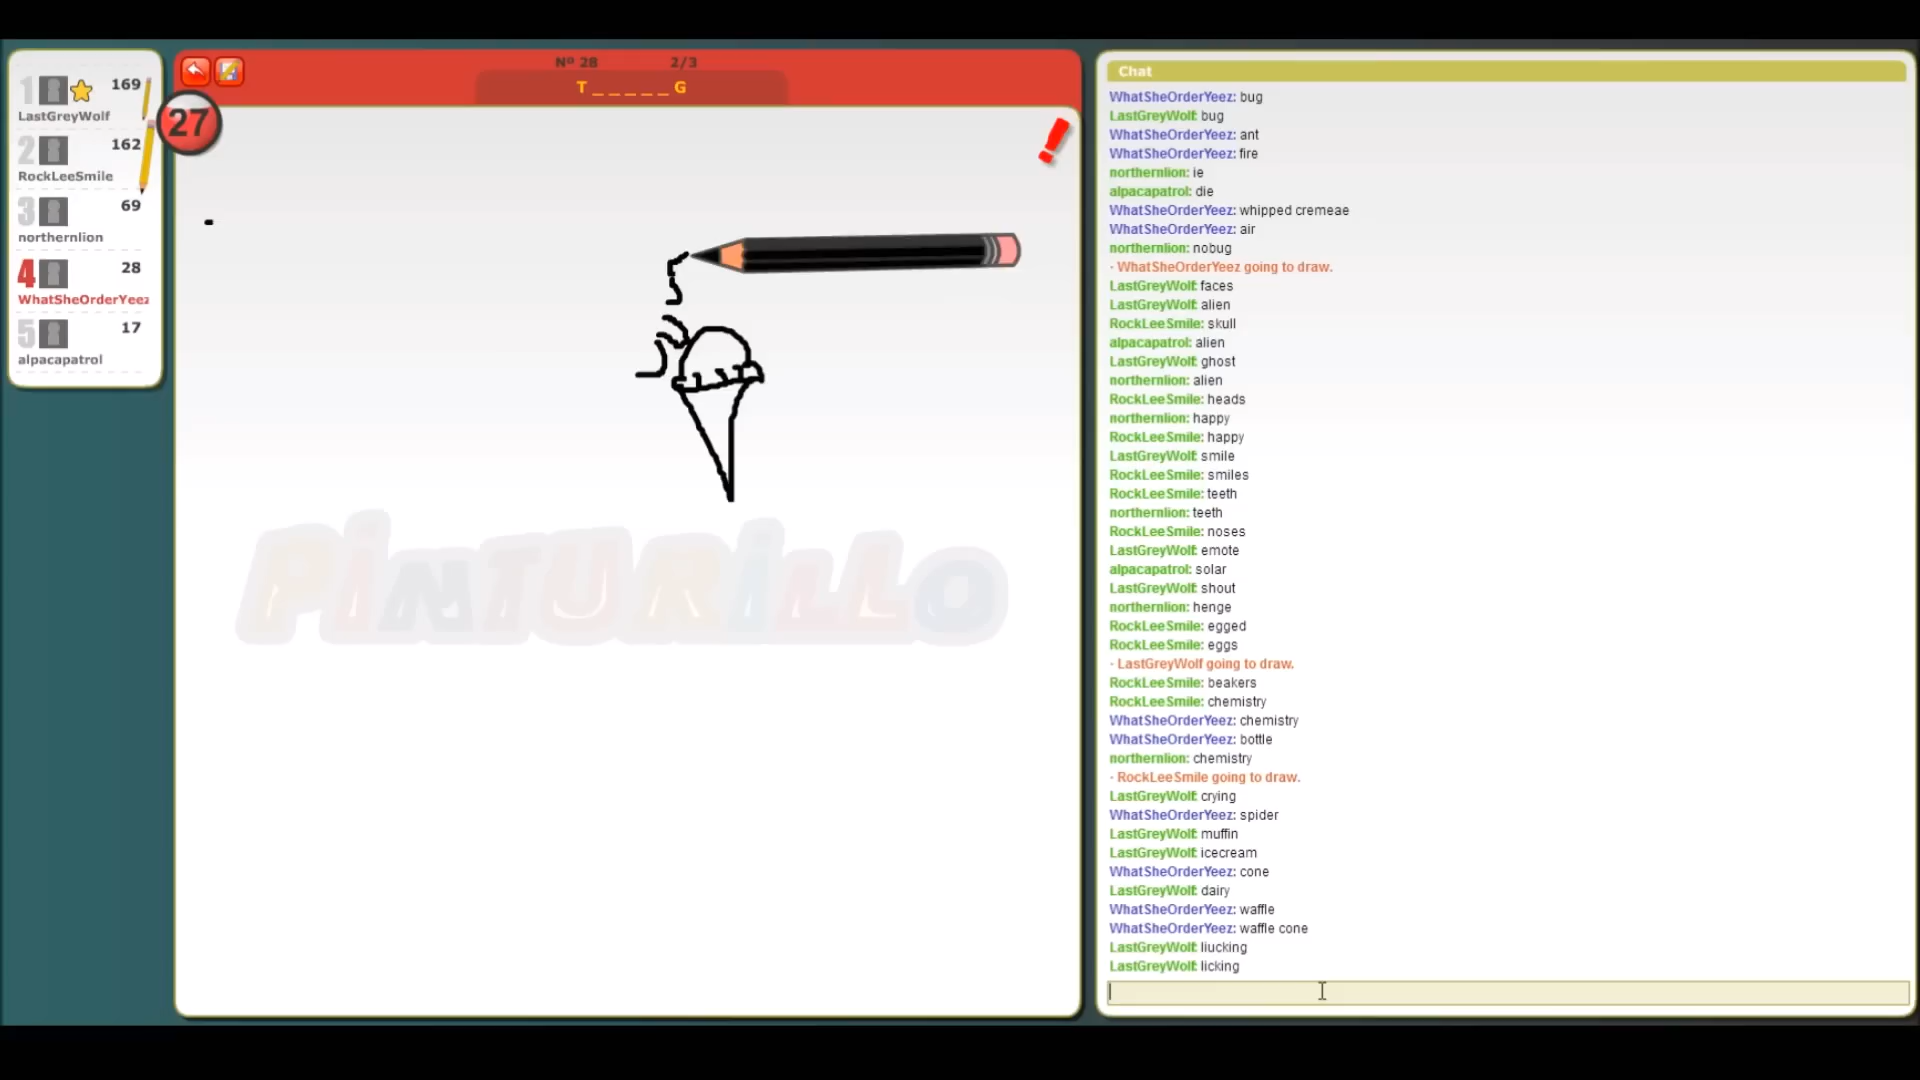 1 169
LastGreyWolf
2 162
RockLeeSmile
3 69
northernlion
4 28
WhatSheOrderYeez
5 17
alpacapatrol
27
Nº 28 2/3
T _ _ _ _ _ G
PiNTURiLLO
Chat
WhatSheOrderYeez: bug
LastGreyWolf: bug
WhatSheOrderYeez: ant
WhatSheOrderYeez: fire
northernlion: ie
alpacapatrol: die
WhatSheOrderYeez: whipped cremeae
WhatSheOrderYeez: air
northernlion: nobug
- WhatSheOrderYeez going to draw.
LastGreyWolf: faces
LastGreyWolf: alien
RockLeeSmile: skull
alpacapatrol: alien
LastGreyWolf: ghost
northernlion: alien
RockLeeSmile: heads
northernlion: happy
RockLeeSmile: happy
LastGreyWolf: smile
RockLeeSmile: smiles
RockLeeSmile: teeth
northernlion: teeth
RockLeeSmile: noses
LastGreyWolf: emote
alpacapatrol: solar
LastGreyWolf: shout
northernlion: henge
RockLeeSmile: egged
RockLeeSmile: eggs
- LastGreyWolf going to draw.
RockLeeSmile: beakers
RockLeeSmile: chemistry
WhatSheOrderYeez: chemistry
WhatSheOrderYeez: bottle
northernlion: chemistry
- RockLeeSmile going to draw.
LastGreyWolf: crying
WhatSheOrderYeez: spider
LastGreyWolf: muffin
LastGreyWolf: icecream
WhatSheOrderYeez: cone
LastGreyWolf: dairy
WhatSheOrderYeez: waffle
WhatSheOrderYeez: waffle cone
LastGreyWolf: liucking
LastGreyWolf: licking